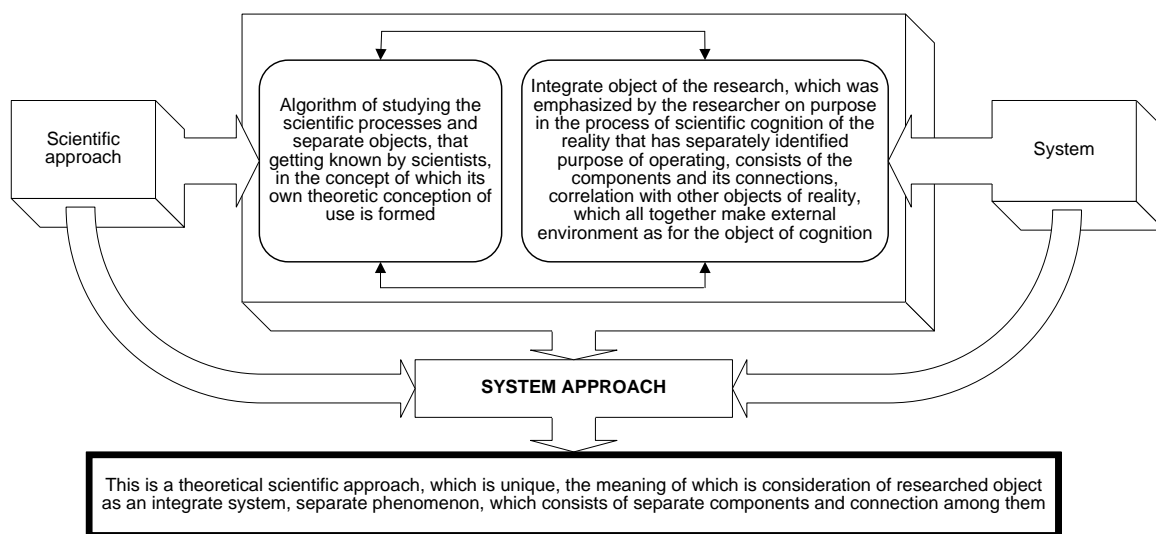 Scientific
approach
Algorithm of studying the
scientific processes and
separate objects, that
getting known by scientists,
in the concept of which its
own theoretic conception of
use is formed
Integrate object of the research, which was
emphasized by the researcher on purpose
in the process of scientific cognition of the
reality that has separately identified
purpose of operating, consists of the
components and its connections,
correlation with other objects of reality,
which all together make external
environment as for the object of cognition
System
SYSTEM APPROACH
This is a theoretical scientific approach, which is unique, the meaning of which is consideration of researched object
as an integrate system, separate phenomenon, which consists of separate components and connection among them